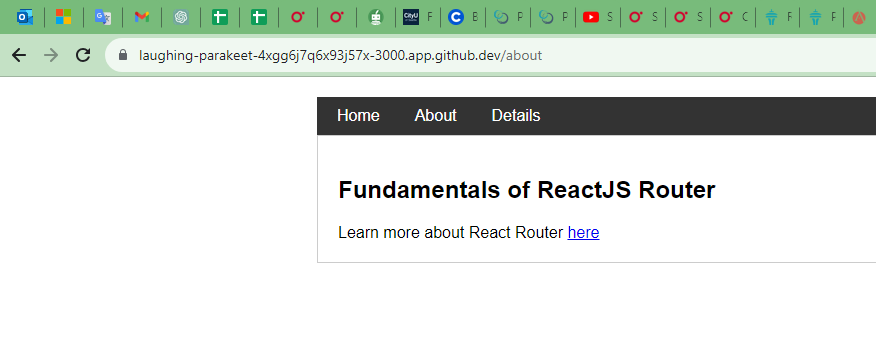 CityU F B P P S S S C F F
laughing-parakeet-4xgg6j7q6x93j57x-3000.app.github.dev/about
Home About Details
Fundamentals of ReactJS Router
Learn more about React Router here